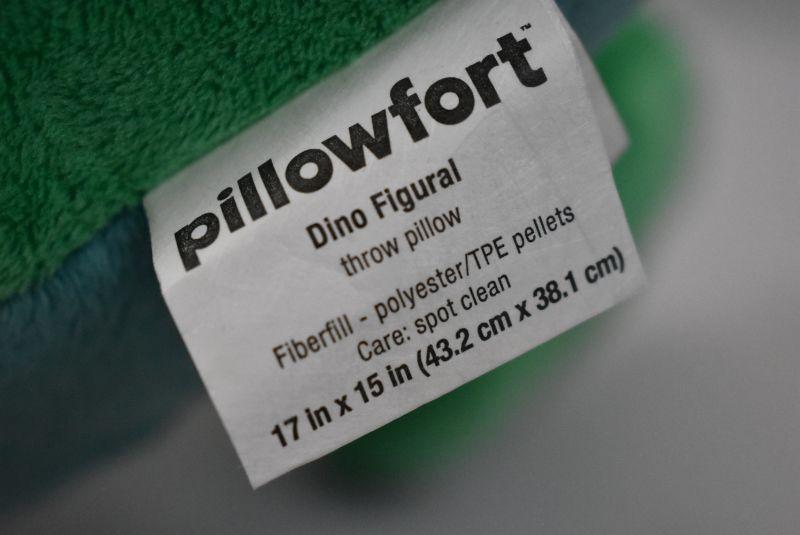 pillowfort™
Dino Figural
throw pillow
Fiberfill - polyester/TPE pellets
Care: spot clean
17 in x 15 in (43.2 cm x 38.1 cm)